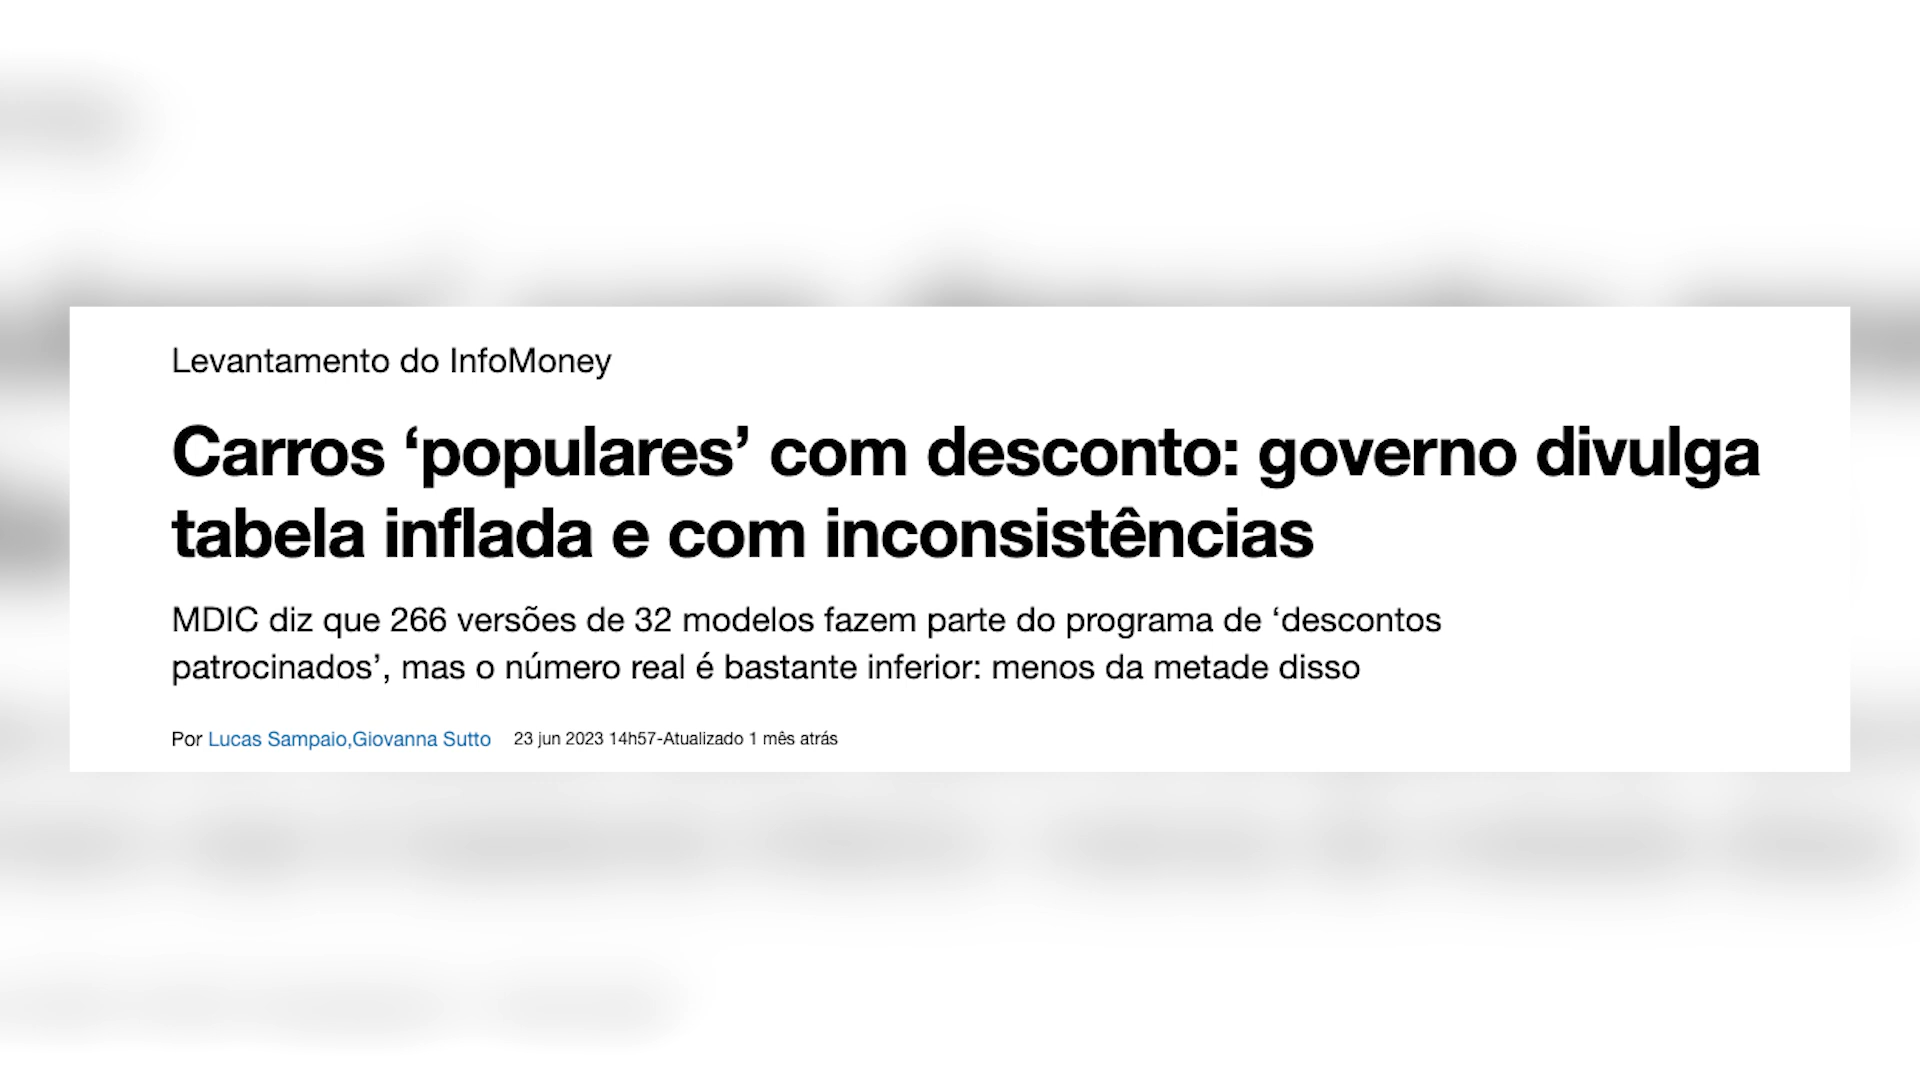 Levantamento do InfoMoney
Carros ‘populares’ com desconto: governo divulga
tabela inflada e com inconsistências
MDIC diz que 266 versões de 32 modelos fazem parte do programa de ‘descontos
patrocinados’, mas o número real é bastante inferior: menos da metade disso
Por Lucas Sampaio,Giovanna Sutto 23 jun 2023 14h57-Atualizado 1 mês atrás